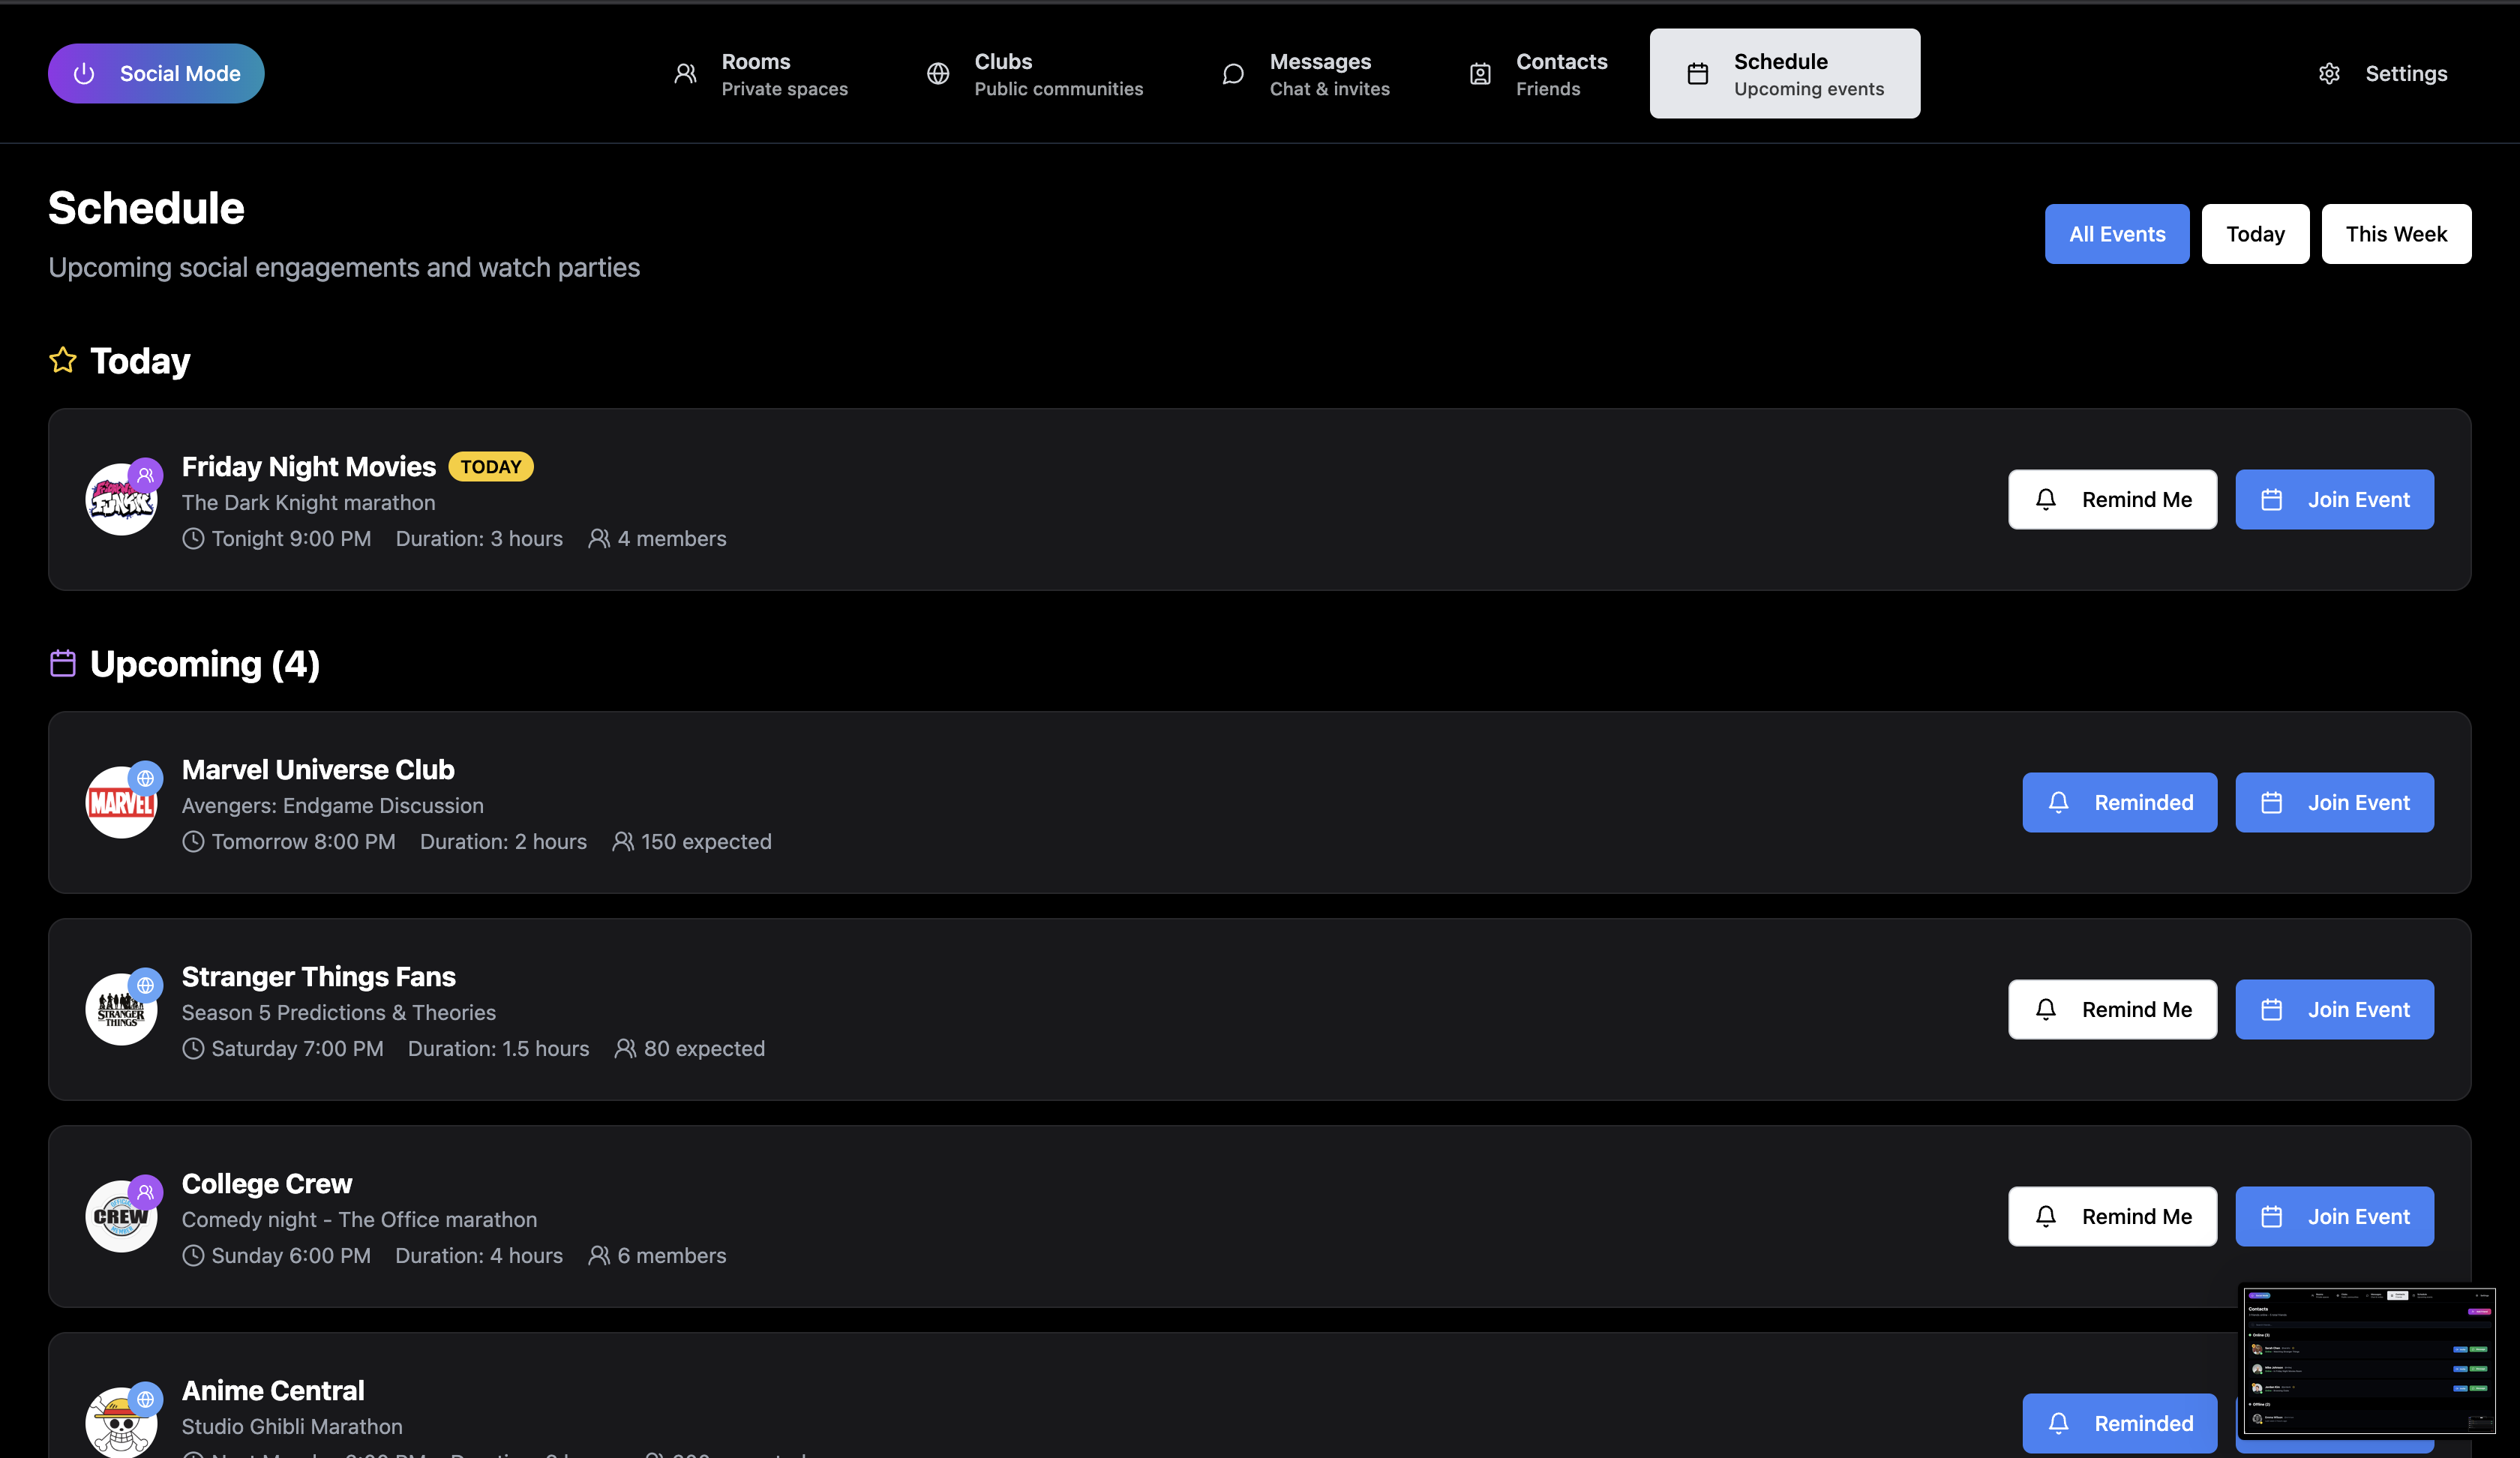 Social Mode
Rooms
Private spaces
Clubs
Public communities
Messages
Chat & invites
Contacts
Friends
Schedule
Upcoming events
Settings
Schedule
Upcoming social engagements and watch parties
All Events
Today
This Week
Today
Friday Night Movies TODAY
The Dark Knight marathon
Tonight 9:00 PM Duration: 3 hours 4 members
Remind Me
Join Event
Upcoming (4)
MARVEL
Marvel Universe Club
Avengers: Endgame Discussion
Tomorrow 8:00 PM Duration: 2 hours 150 expected
Reminded
Join Event
STRANGER
THINGS
Stranger Things Fans
Season 5 Predictions & Theories
Saturday 7:00 PM Duration: 1.5 hours 80 expected
Remind Me
Join Event
CREW
College Crew
Comedy night - The Office marathon
Sunday 6:00 PM Duration: 4 hours 6 members
Remind Me
Join Event
Anime Central
Studio Ghibli Marathon
Reminded
Contacts